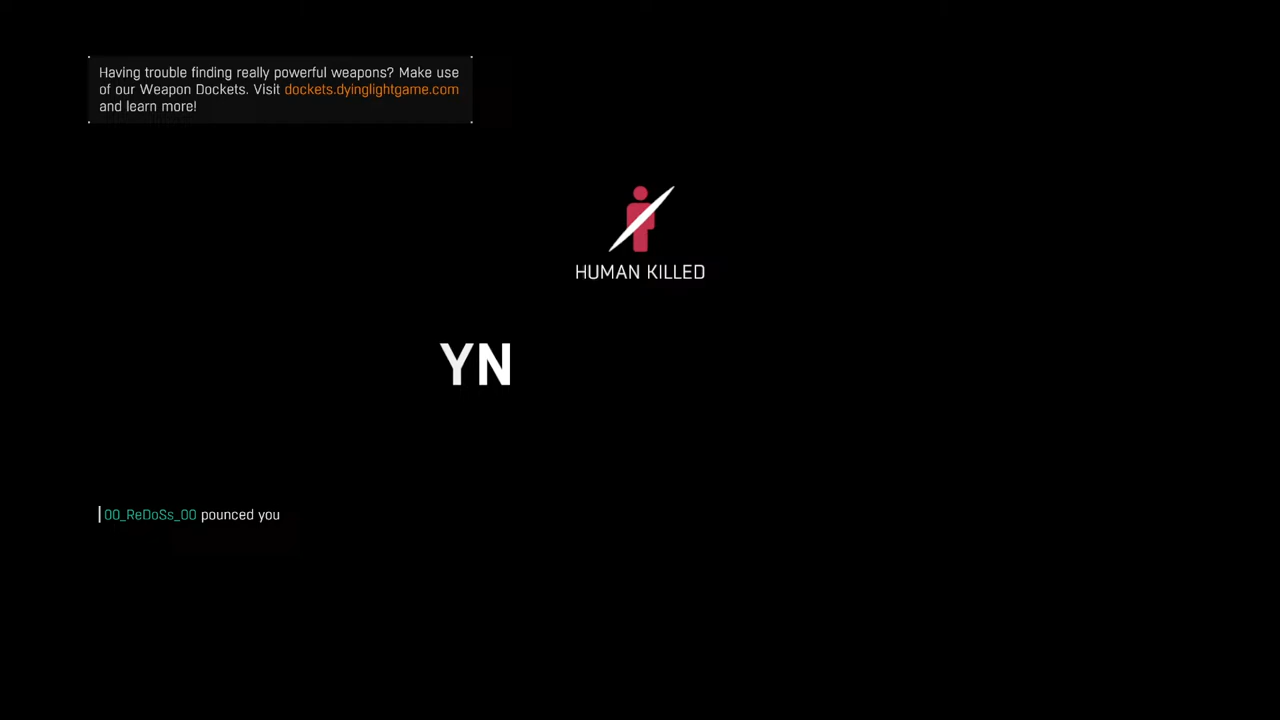 Having trouble finding really powerful weapons? Make use
of our Weapon Dockets. Visit dockets.dyinglightgame.com
and learn more!
HUMAN KILLED
YN
00_ReDoSs_00 pounced you